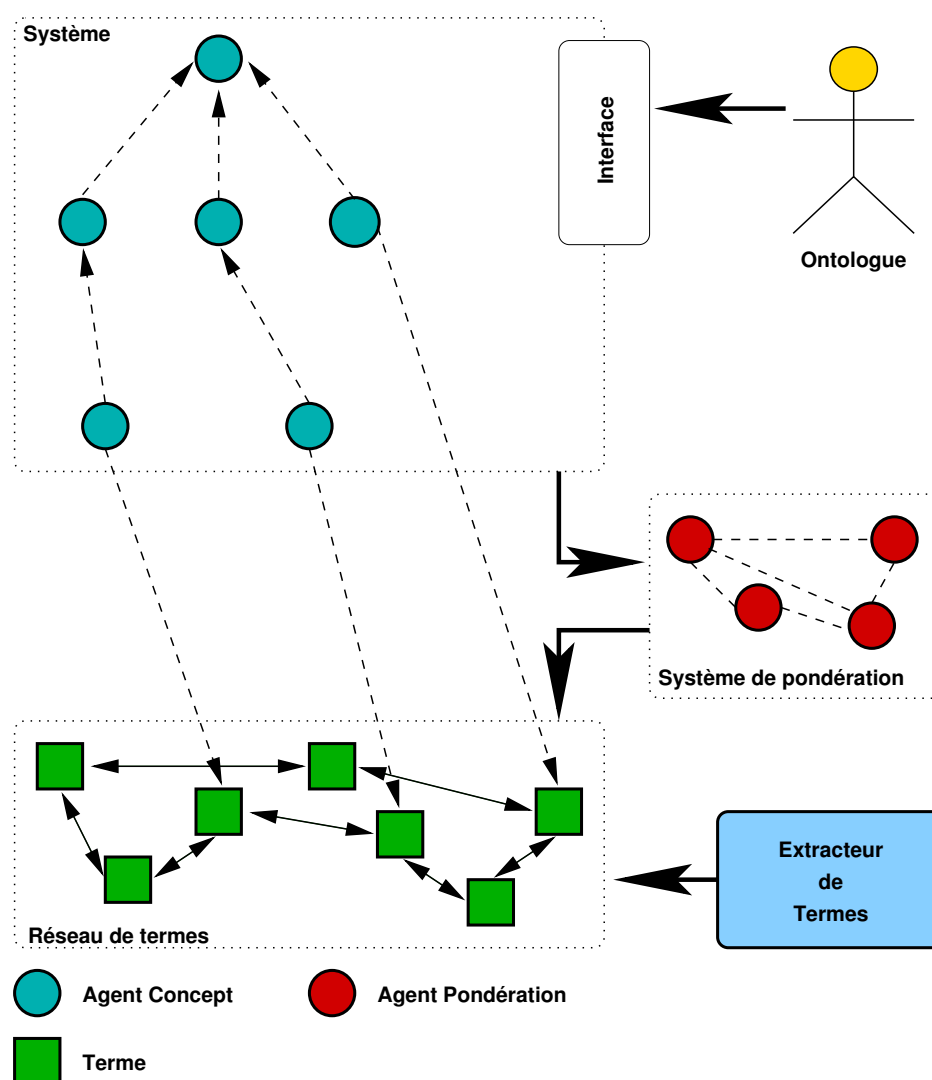 Système
Interface
Ontologue
Système de pondération
Extracteur
de
Termes
Réseau de termes
Agent Concept
Agent Pondération
Terme